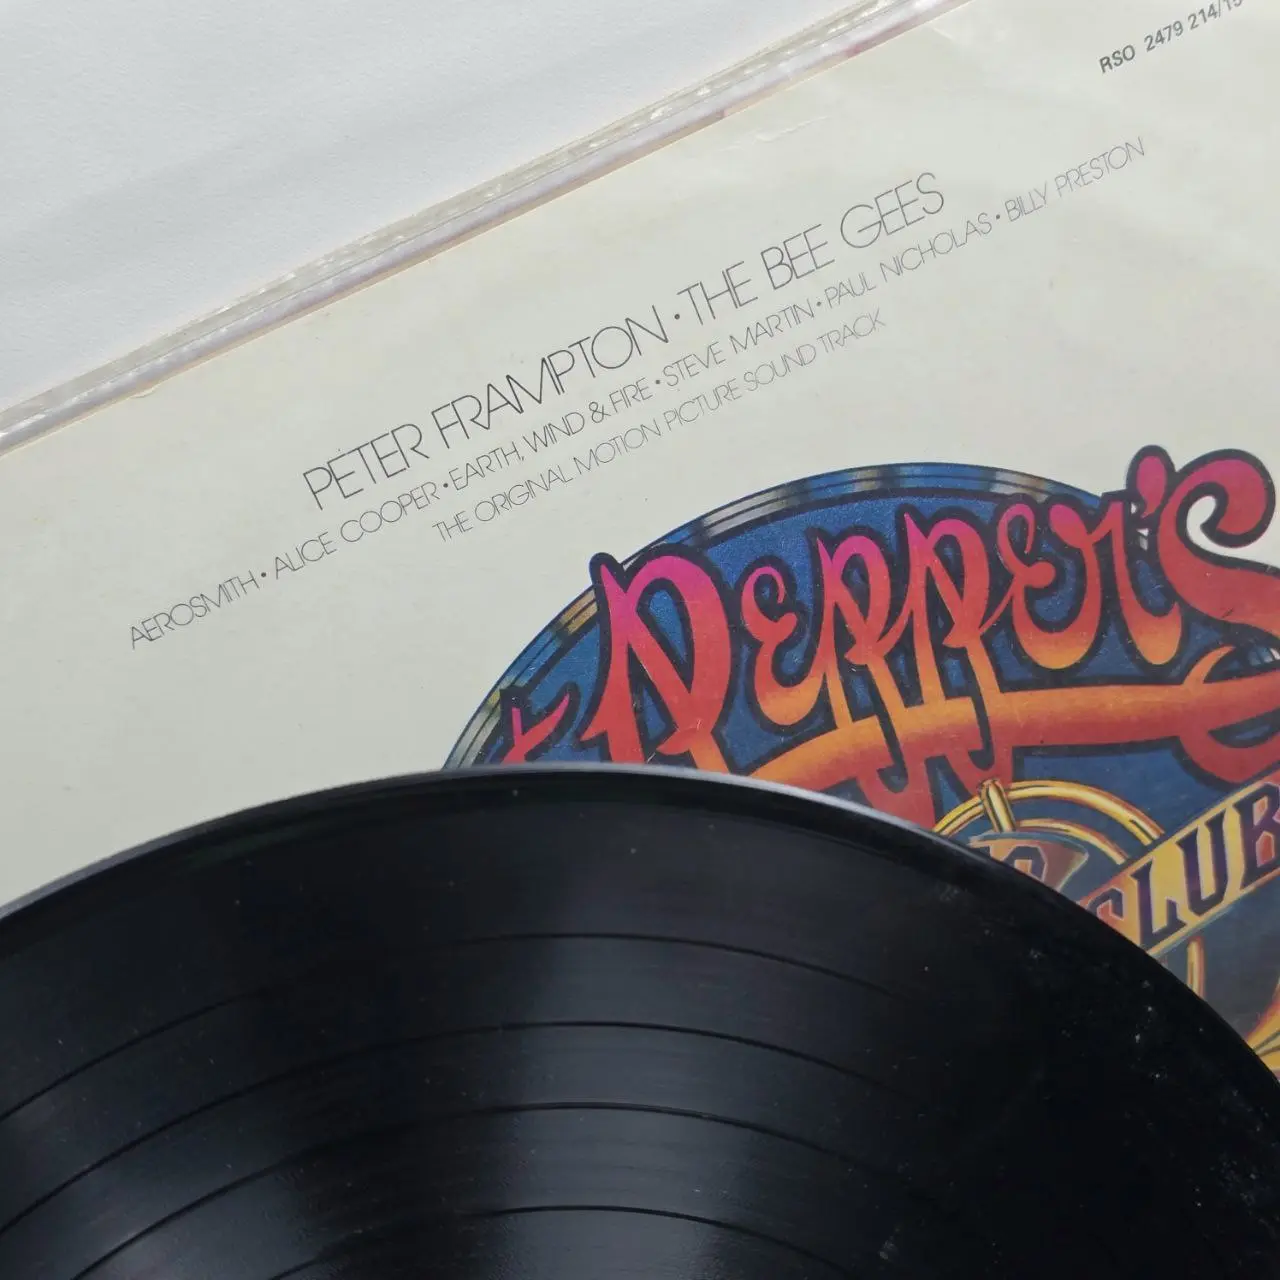 RSO 2479 214/15
PETER FRAMPTON • THE BEE GEES
AEROSMITH • ALICE COOPER • EARTH, WIND & FIRE • STEVE MARTIN • PAUL NICHOLAS • BILLY PRESTON
THE ORIGINAL MOTION PICTURE SOUND TRACK
PEPPER'S
CLUB